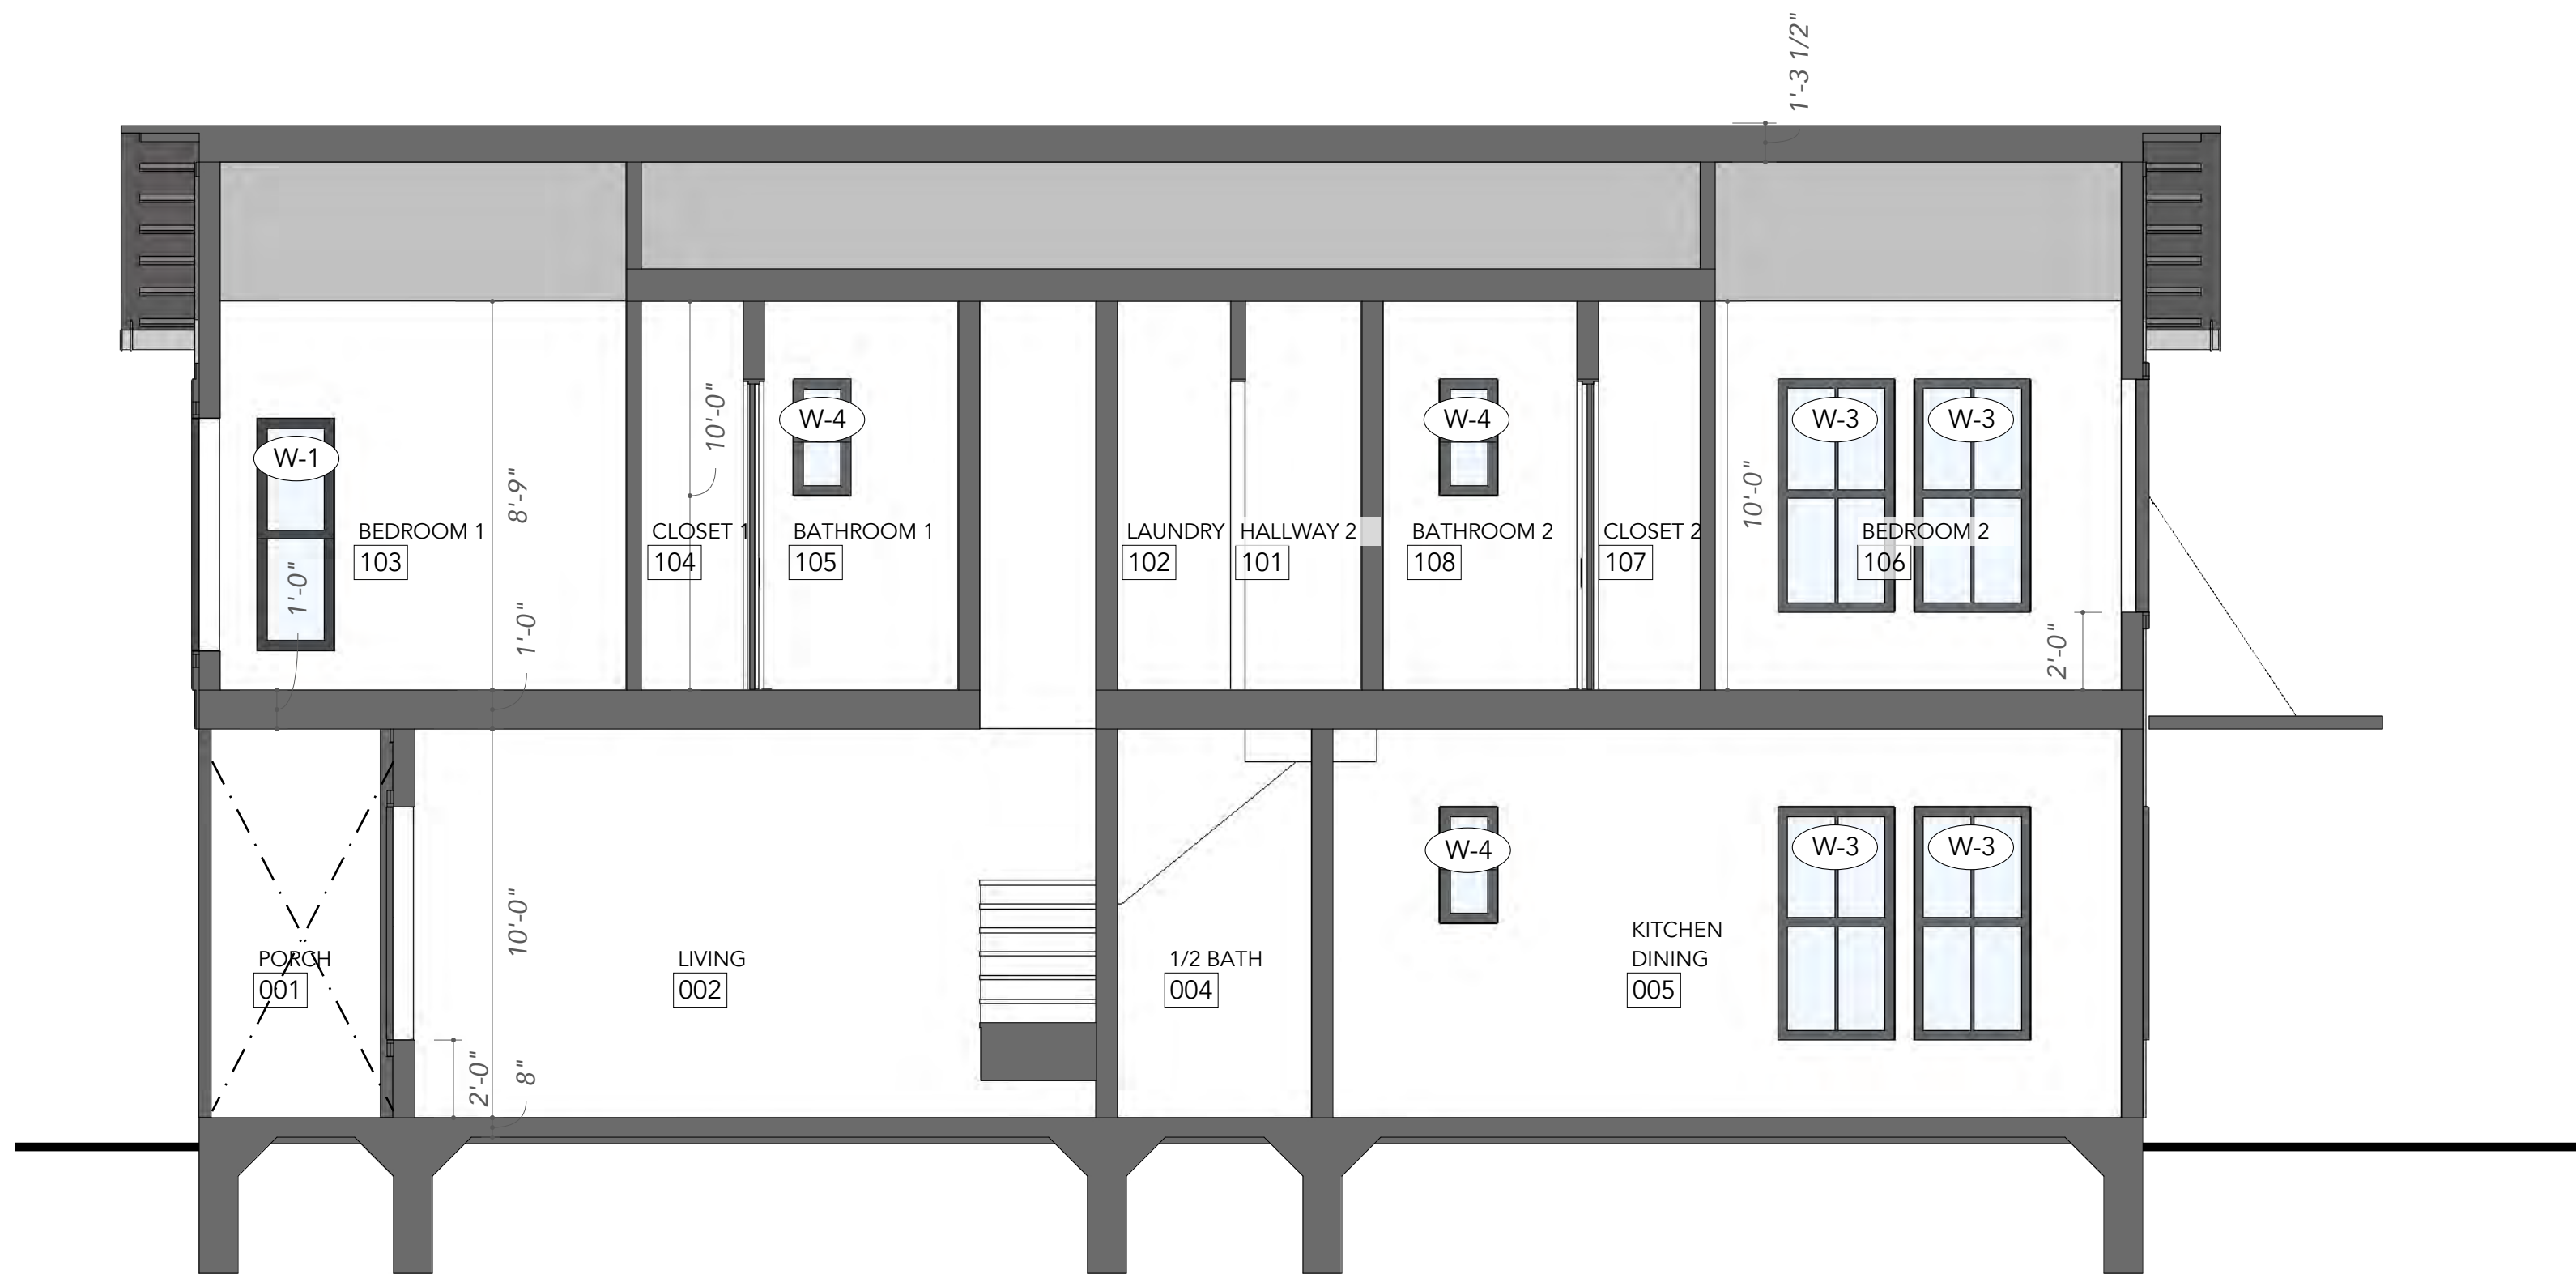 1'-3 1/2"
W-1
W-4
W-4
W-3
W-3
10'-0"
8'-9"
10'-0"
BEDROOM 1
103
CLOSET 1
104
BATHROOM 1
105
LAUNDRY
102
HALLWAY 2
101
BATHROOM 2
108
CLOSET 2
107
BEDROOM 2
106
1'-0"
1'-0"
2'-0"
W-4
W-3
W-3
10'-0"
PORCH
001
LIVING
002
1/2 BATH
004
KITCHEN
DINING
005
2'-0"
8"